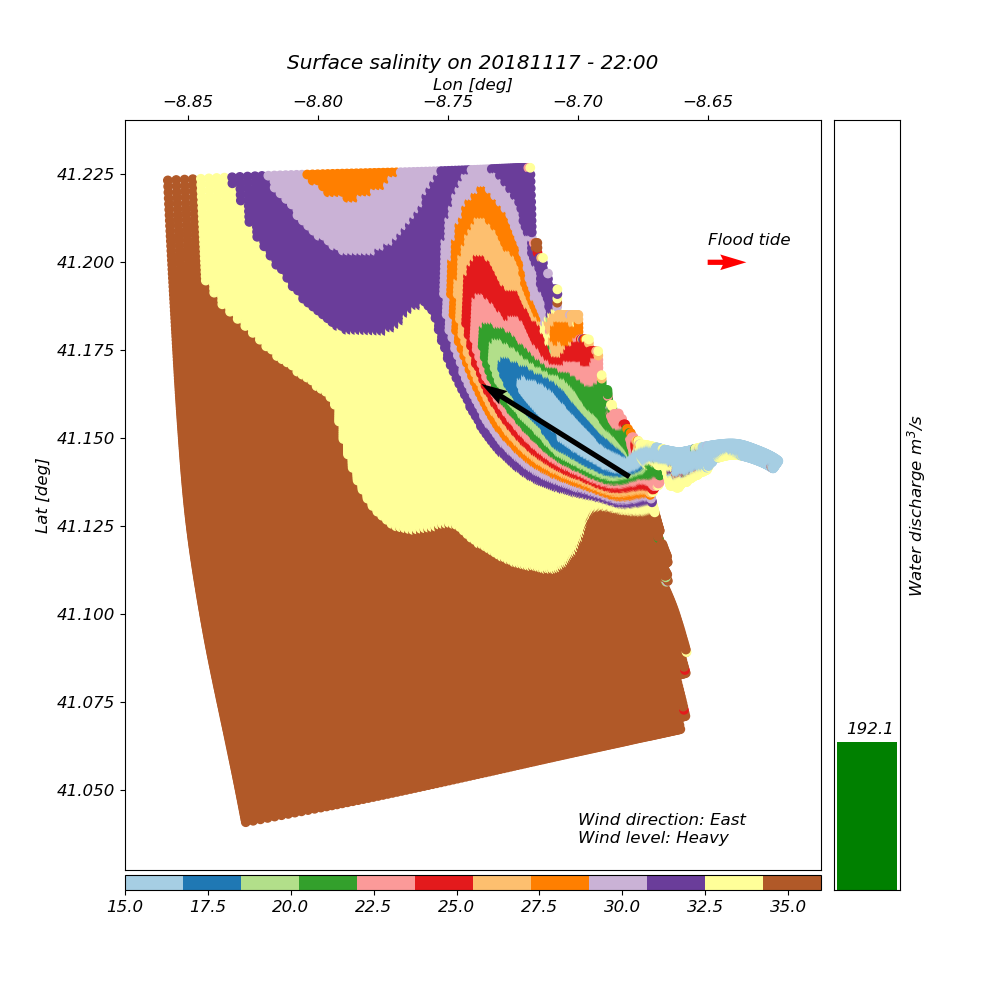 Surface salinity on 20181117 - 22:00
Lon [deg]
−8.85 −8.80 −8.75 −8.70 −8.65
41.225
41.200
41.175
41.150
41.125
41.100
41.075
41.050
Lat [deg]
Flood tide
Wind direction: East
Wind level: Heavy
15.0 17.5 20.0 22.5 25.0 27.5 30.0 32.5 35.0
192.1
Water discharge m³/s